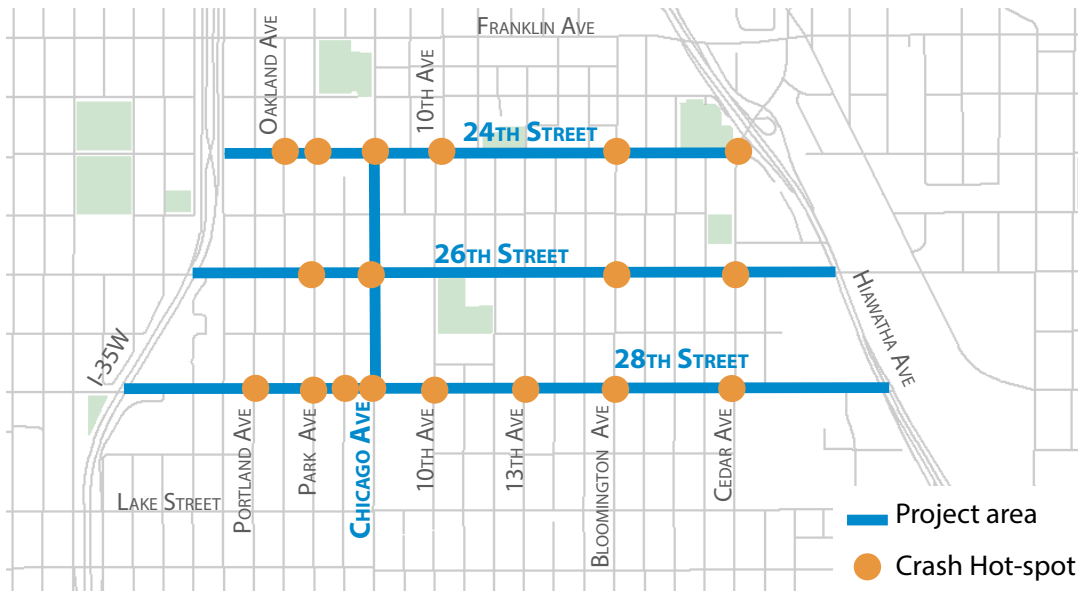 Franklin Ave
Oakland Ave
10th Ave
24th Street
26th Street
Hiawatha Ave
I-35W
28th Street
Portland Ave
Park Ave
Chicago Ave
10th Ave
13th Ave
Bloomington Ave
Cedar Ave
Lake Street
Project area
Crash Hot-spot